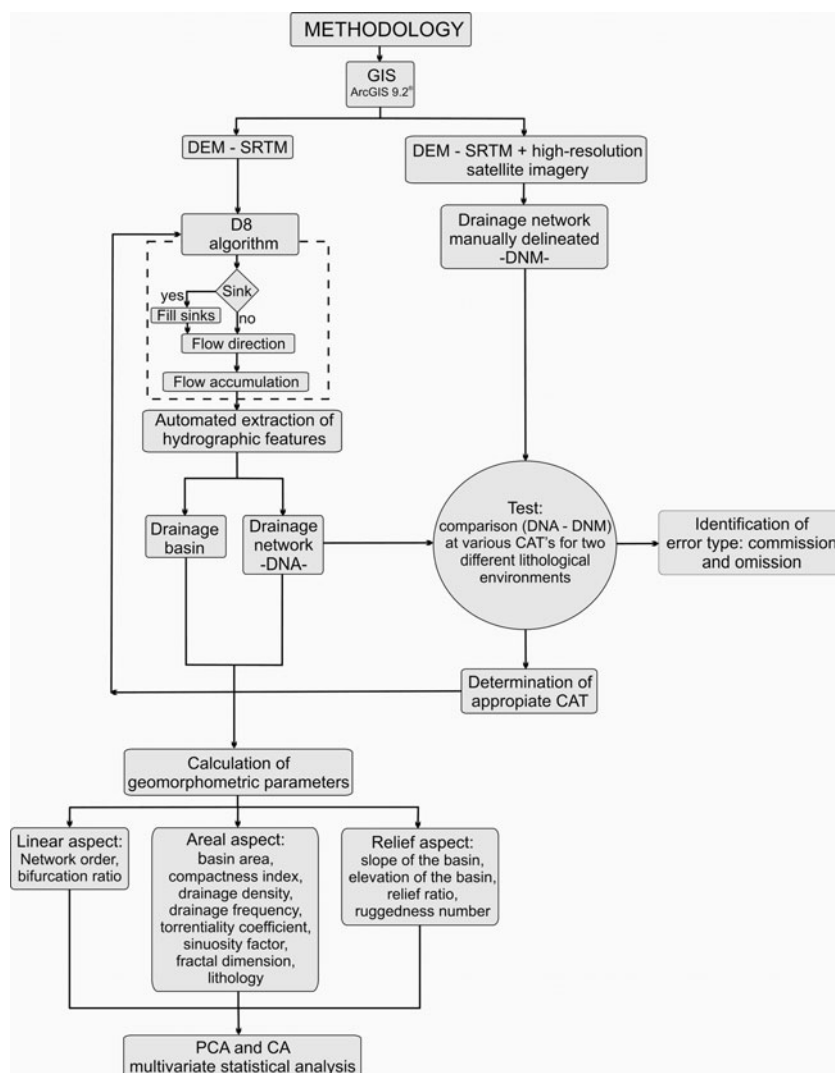 METHODOLOGY
GIS
ArcGIS 9.2®
DEM - SRTM
DEM - SRTM + high-resolution
satellite imagery
D8
algorithm
Drainage network
manually delineated
-DNM-
Sink
yes
no
Fill sinks
Flow direction
Flow accumulation
Automated extraction of
hydrographic features
Drainage
basin
Drainage
network
-DNA-
Test:
comparison (DNA - DNM)
at various CAT's for two
different lithological
environments
Identification of
error type: commission
and omission
Determination of
appropiate CAT
Calculation of
geomorphometric parameters
Linear aspect:
Network order,
bifurcation ratio
Areal aspect:
basin area,
compactness index,
drainage density,
drainage frequency,
torrentiality coefficient,
sinuosity factor,
fractal dimension,
lithology
Relief aspect:
slope of the basin,
elevation of the basin,
relief ratio,
ruggedness number
PCA and CA
multivariate statistical analysis